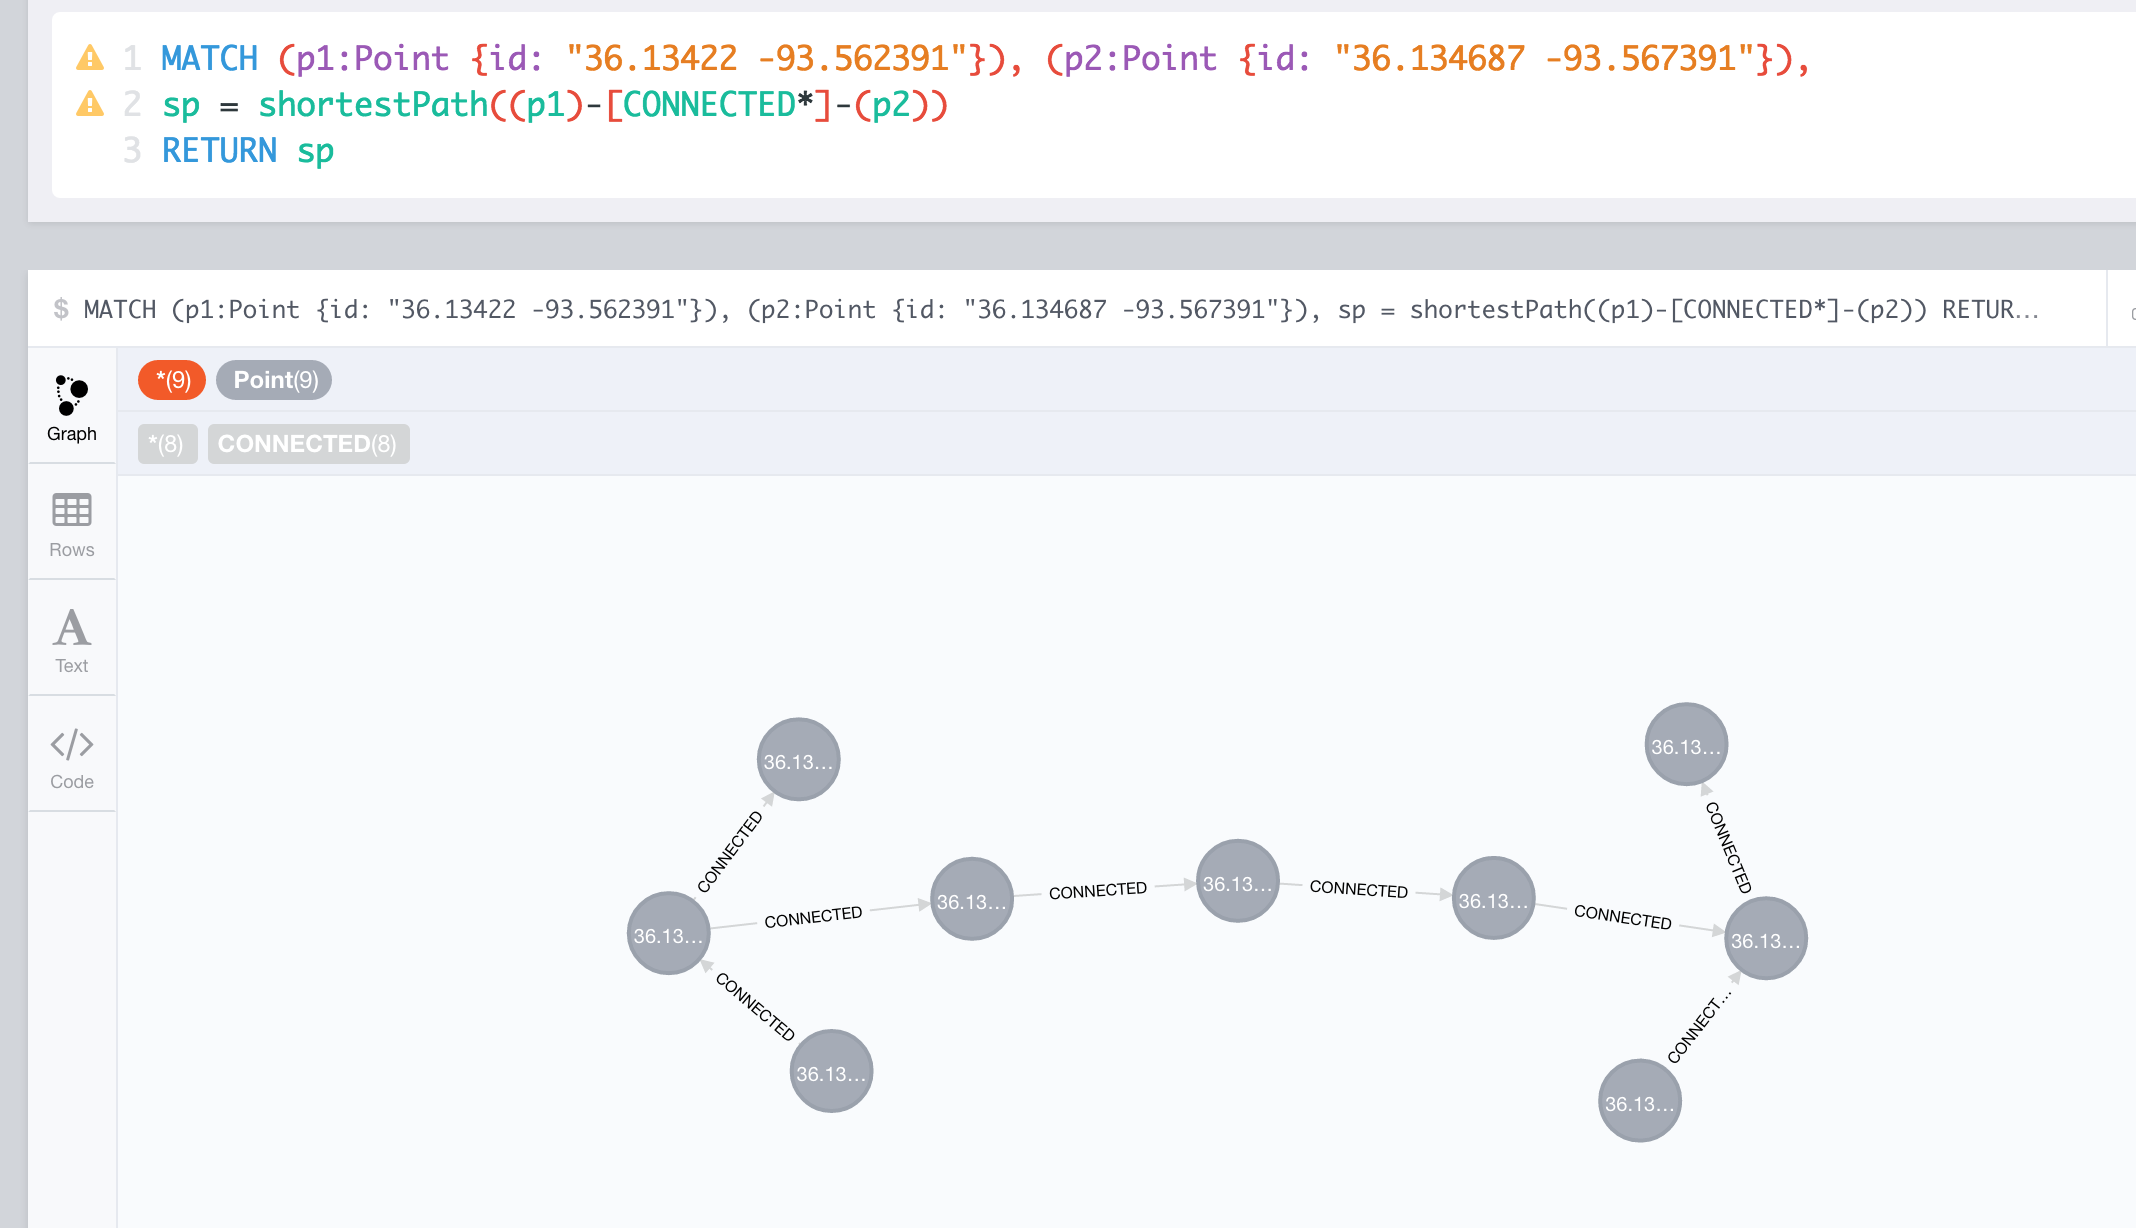 1 MATCH (p1:Point {id: "36.13422 -93.562391"}), (p2:Point {id: "36.134687 -93.567391"}),
2 sp = shortestPath((p1)-[CONNECTED*]-(p2))
3 RETURN sp
$ MATCH (p1:Point {id: "36.13422 -93.562391"}), (p2:Point {id: "36.134687 -93.567391"}), sp = shortestPath((p1)-[CONNECTED*]-(p2)) RETUR...
*(9) Point(9)
Graph
*(8) CONNECTED(8)
Rows
A
Text
</>
Code
36.13...
36.13...
CONNECTED
CONNECTED
36.13...
CONNECTED
36.13...
CONNECTED
36.13...
CONNECTED
36.13...
CONNECTED
36.13...
CONNECTED
36.13...
CONNECT...
36.13...